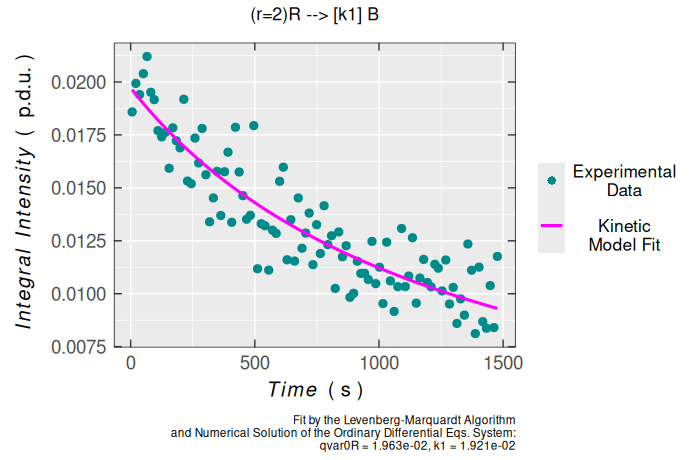 (r=2)R --> [k1] B
Integral Intensity ( p.d.u. )
0.0200
0.0175
0.0150
0.0125
0.0100
0.0075
0 500 1000 1500
Time ( s )
Experimental
Data
Kinetic
Model Fit
Fit by the Levenberg-Marquardt Algorithm
and Numerical Solution of the Ordinary Differential Eqs. System:
qvar0R = 1.963e-02, k1 = 1.921e-02